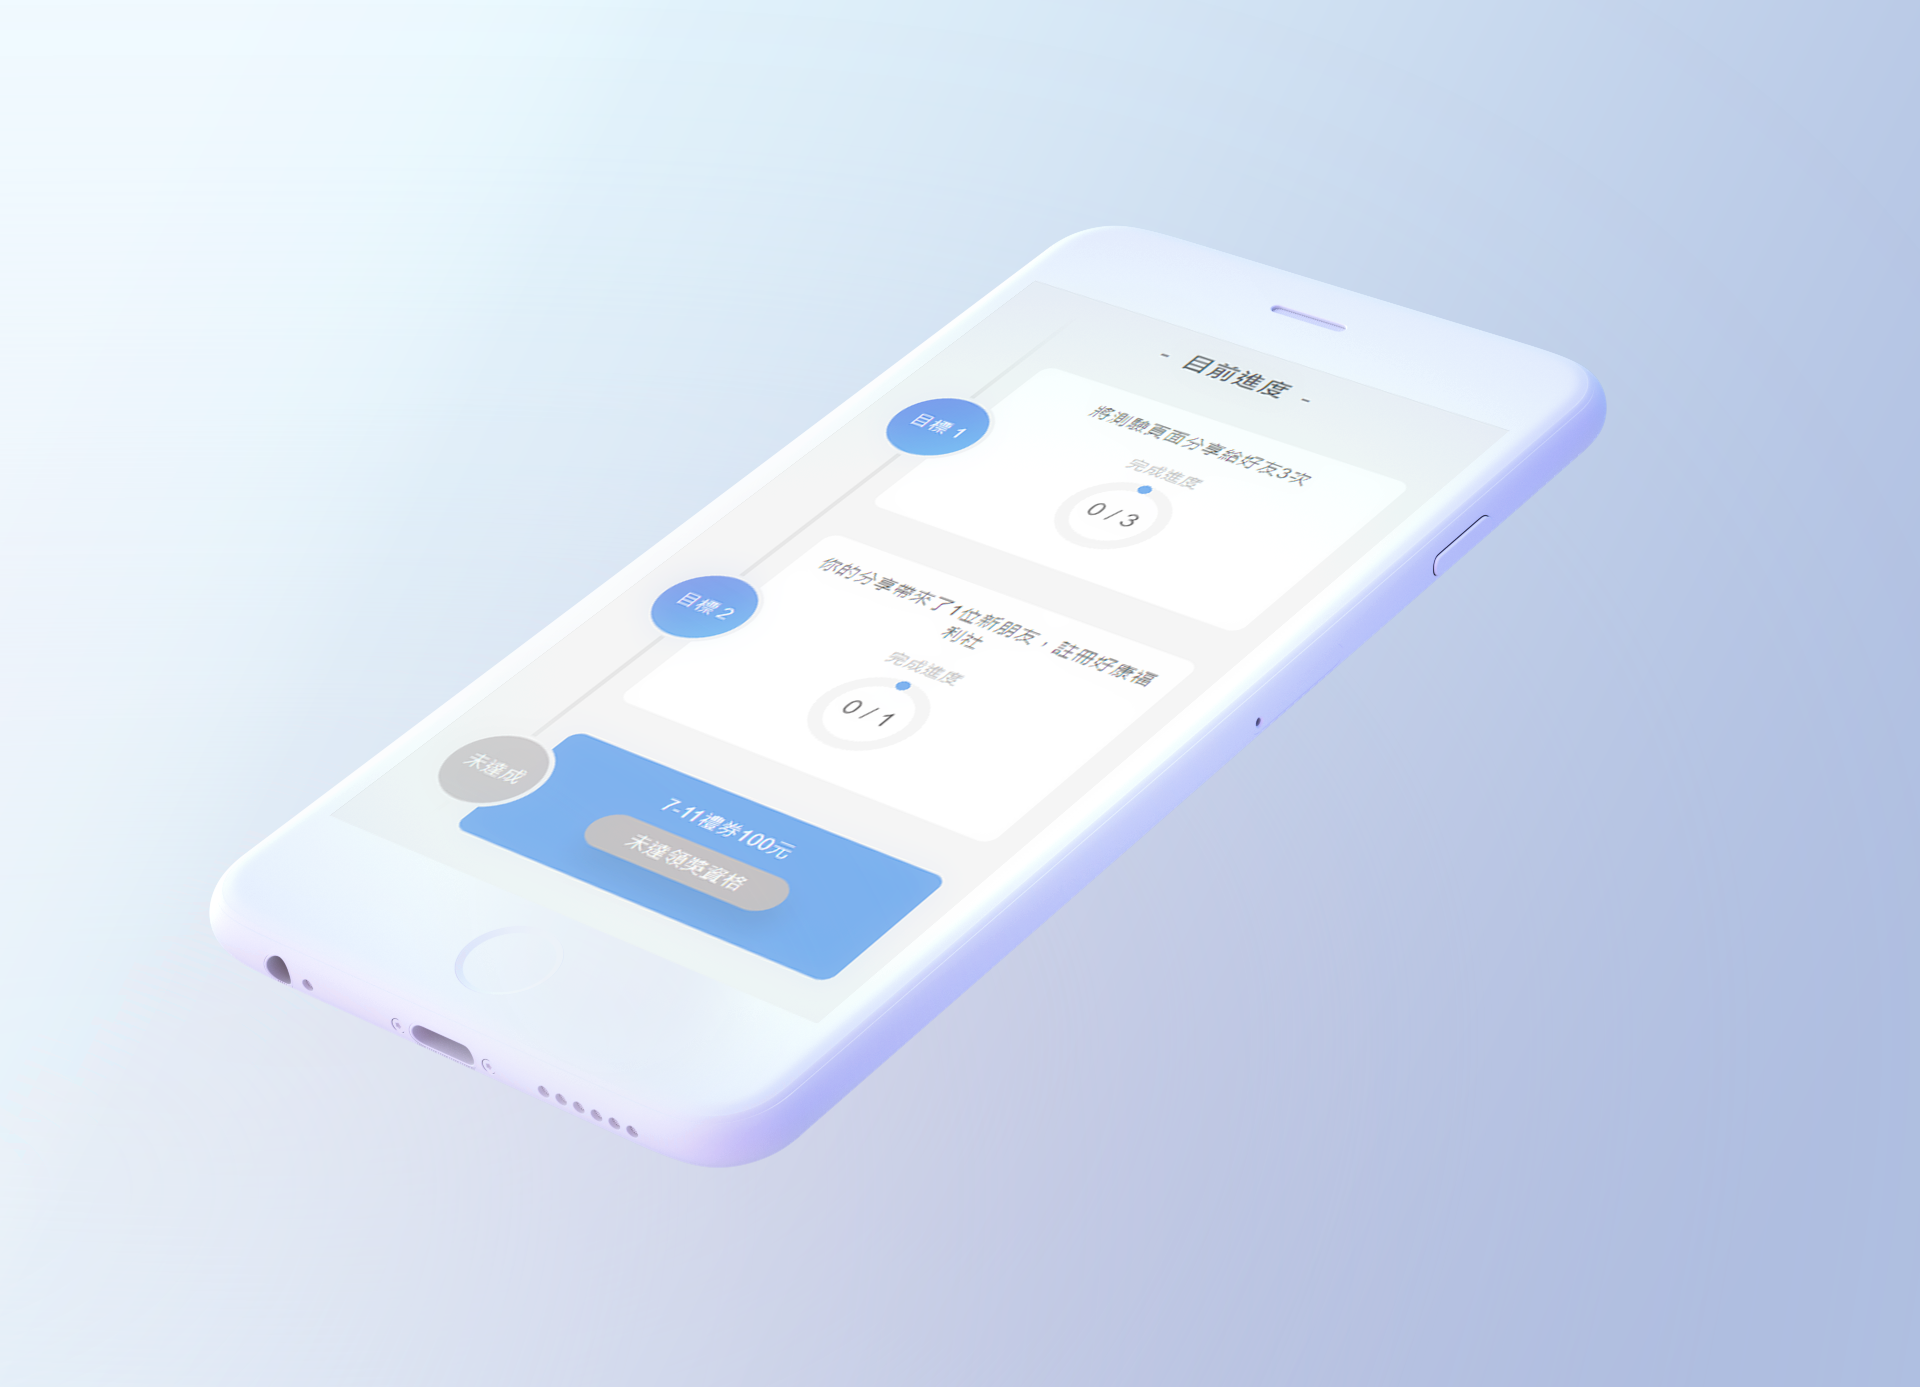 - 目前進度 -
目標 1
將測驗頁面分享給好友3次
完成進度
0 / 3
目標 2
你的分享帶來了1位新朋友，註冊好康福
利社
完成進度
0 / 1
未達成
7-11禮券100元
未達領獎資格